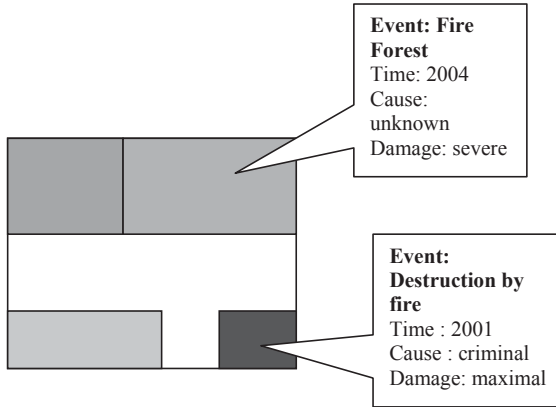 Event: Fire
Forest
Time: 2004
Cause:
unknown
Damage: severe
Event:
Destruction by
fire
Time : 2001
Cause : criminal
Damage: maximal